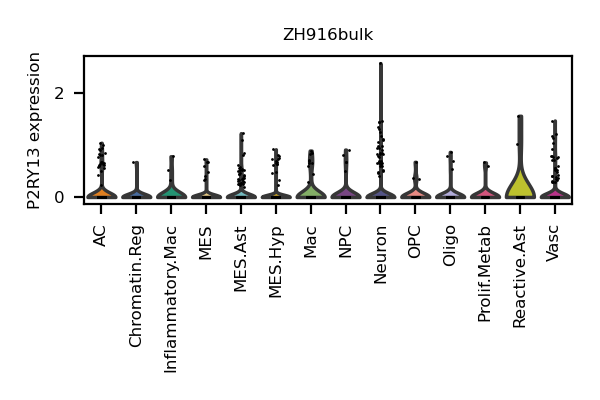 ZH916bulk
P2RY13 expression
2
0
AC
Chromatin.Reg
Inflammatory.Mac
MES
MES.Ast
MES.Hyp
Mac
NPC
Neuron
OPC
Oligo
Prolif.Metab
Reactive.Ast
Vasc